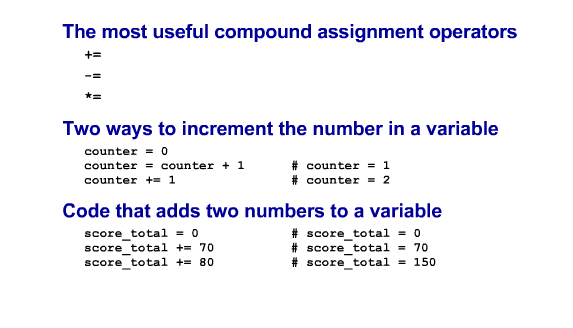 The most useful compound assignment operators
+=
-=
*=
Two ways to increment the number in a variable
counter = 0
counter = counter + 1 # counter = 1
counter += 1 # counter = 2
Code that adds two numbers to a variable
score_total = 0 # score_total = 0
score_total += 70 # score_total = 70
score_total += 80 # score_total = 150